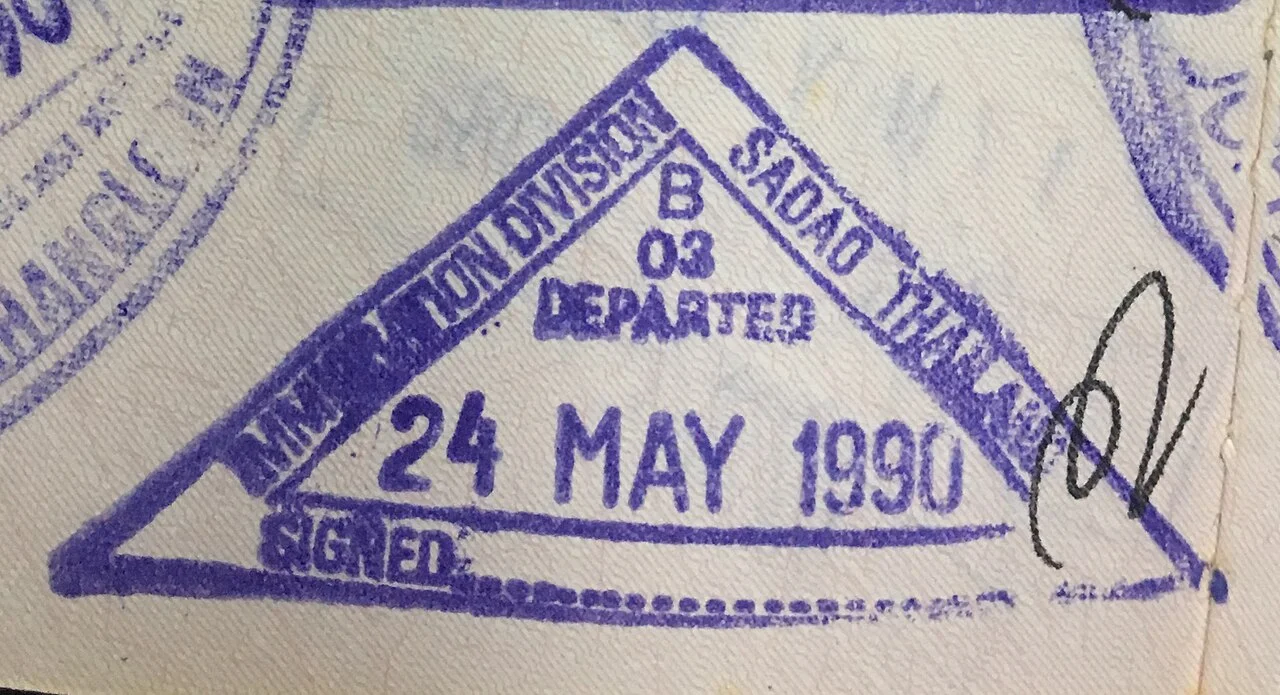 IMMIGRATION DIVISION
SADAO THAILAND
B
03
DEPARTED
24 MAY 1990
SIGNED